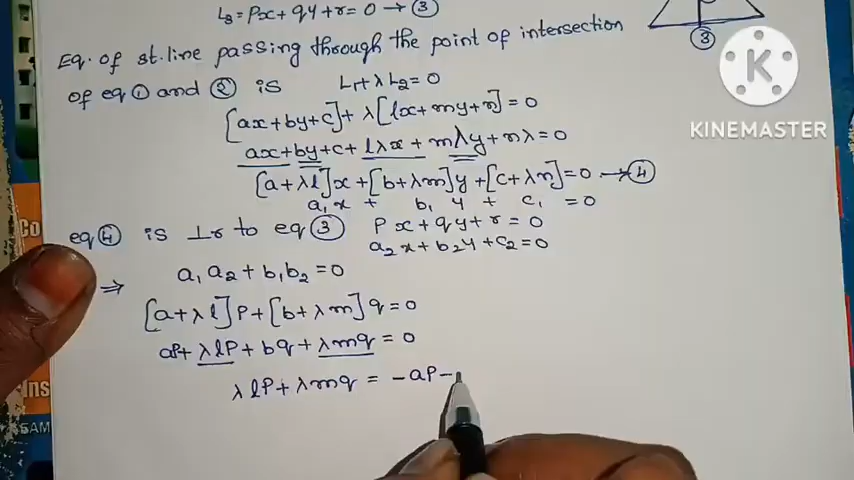 L3 = Px + qy + r = 0 → ③
Eq. of st.line passing through the point of intersection
③
of eq ① and ② is L1 + λ L2 = 0
[ax + by + c] + λ[lx + my + n] = 0
ax + by + c + lλx + mλy + nλ = 0
[a + λl]x + [b + λm]y + [c + λn] = 0 → ④
a1 x + b1 y + c1 = 0
eq ④ is ⊥r to eq ③ Px + qy + r = 0
a2 x + b2 y + c2 = 0
⇒ a1 a2 + b1 b2 = 0
[a + λl]P + [b + λm]q = 0
aP + λlP + bq + λmq = 0
λlP + λmq = -aP -
K
KINEMASTER
Co
Ins